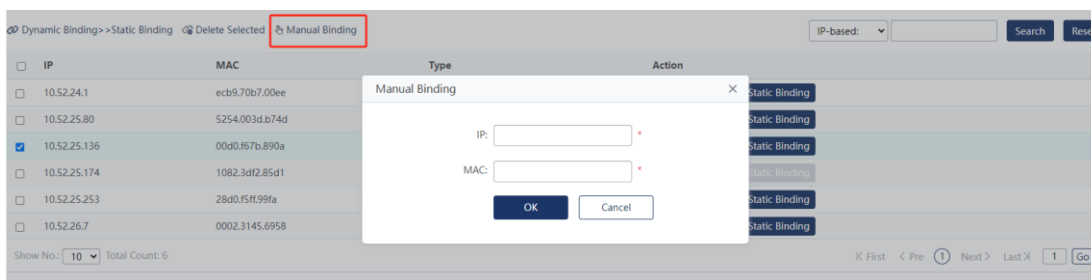 Dynamic Binding>>Static Binding Delete Selected Manual Binding IP-based: Search Rese
IP MAC Type Action
Manual Binding
10.52.24.1 ecb9.70b7.00ee Static Binding
10.52.25.80 5254.003d.b74d Static Binding
IP: *
10.52.25.136 00d0.f67b.890a Static Binding
MAC: *
10.52.25.174 1082.3df2.85d1 Static Binding
10.52.25.253 28d0.f5ff.99fa Static Binding
OK Cancel
10.52.26.7 0002.3145.6958 Static Binding
Show No.: 10 Total Count: 6 First Pre 1 Next Last 1 Go